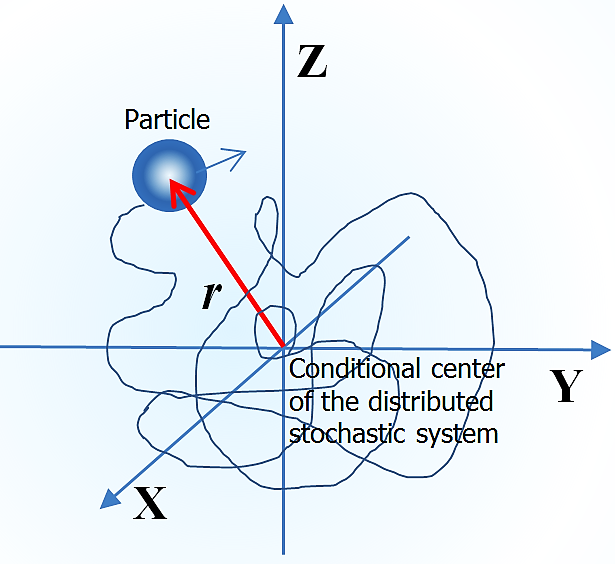 Z
Particle
r
Conditional center
of the distributed
stochastic system
Y
X